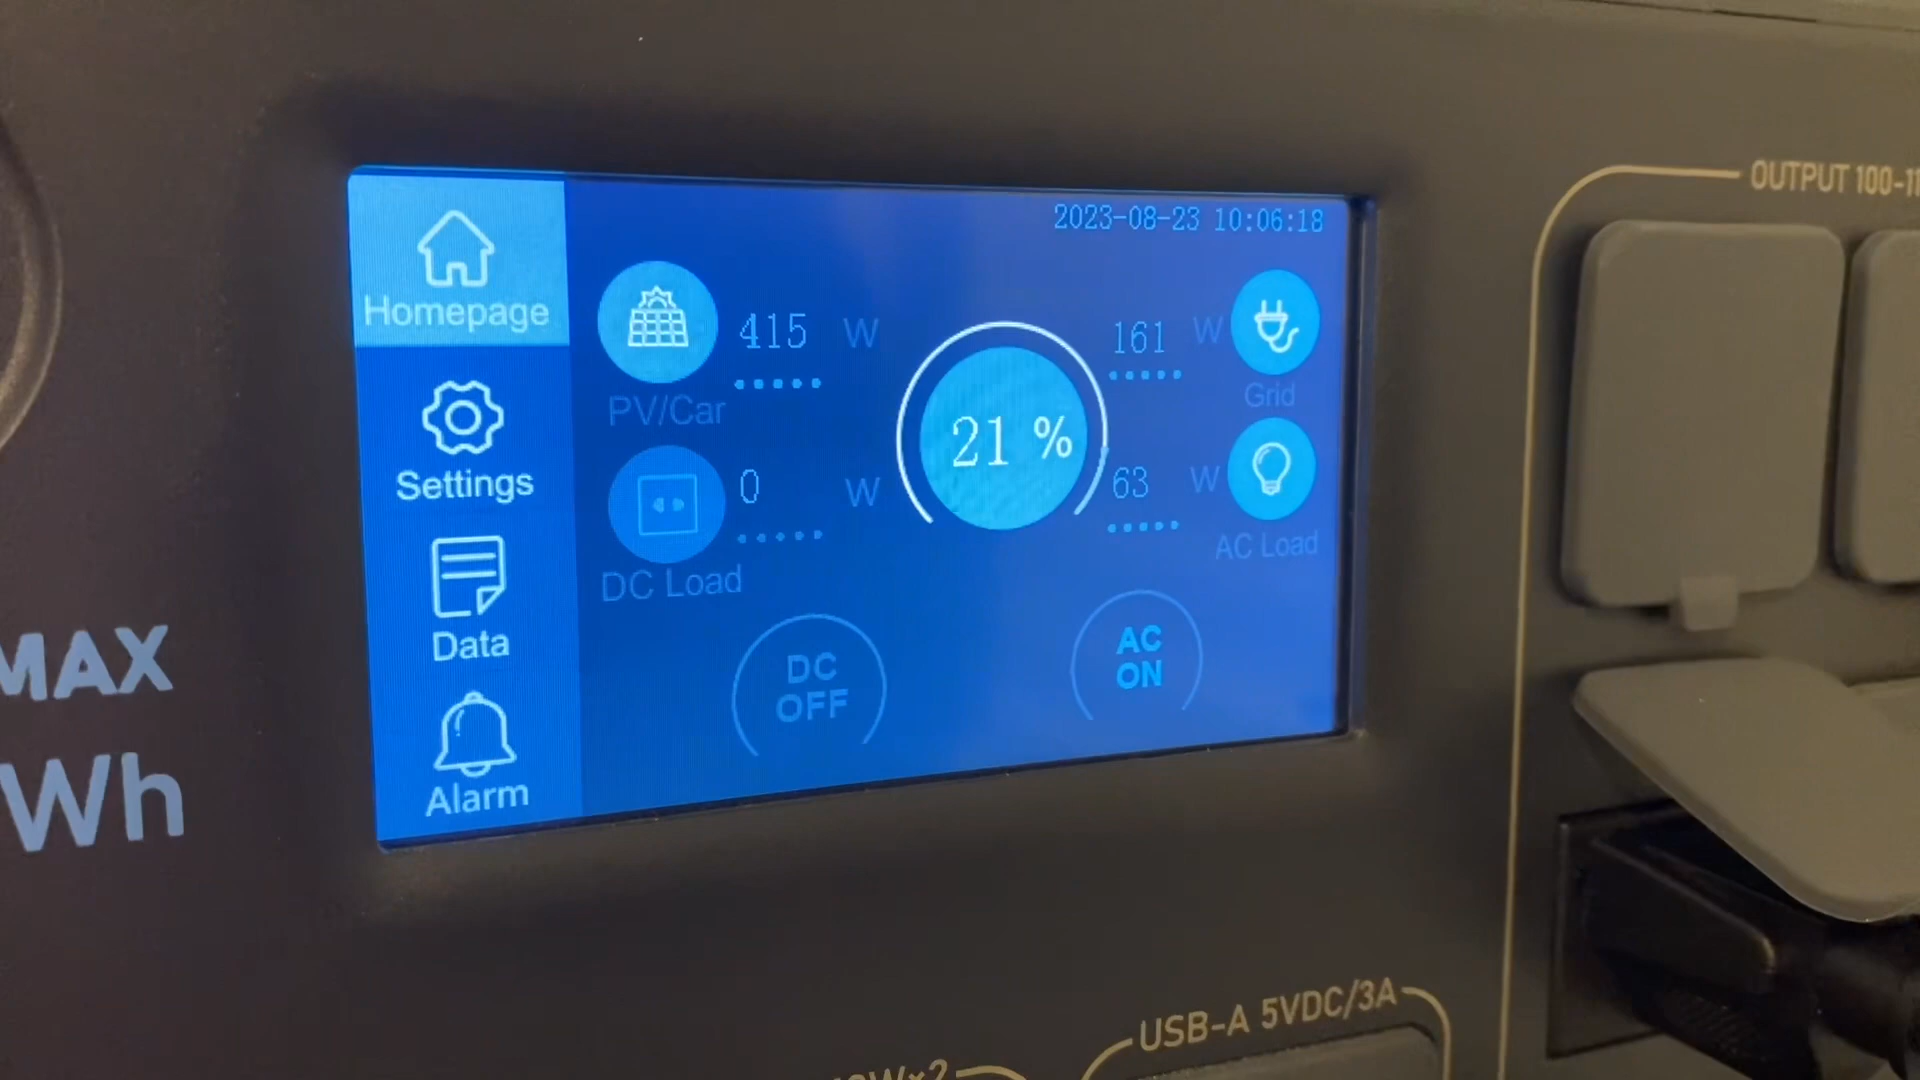 2023-08-23 10:06:18
Homepage
Settings
Data
Alarm
415 W
PV/Car
0 W
DC Load
21 %
161 W
Grid
63 W
AC Load
DC
OFF
AC
ON
MAX
Wh
OUTPUT 100-1
USB-A 5VDC/3A